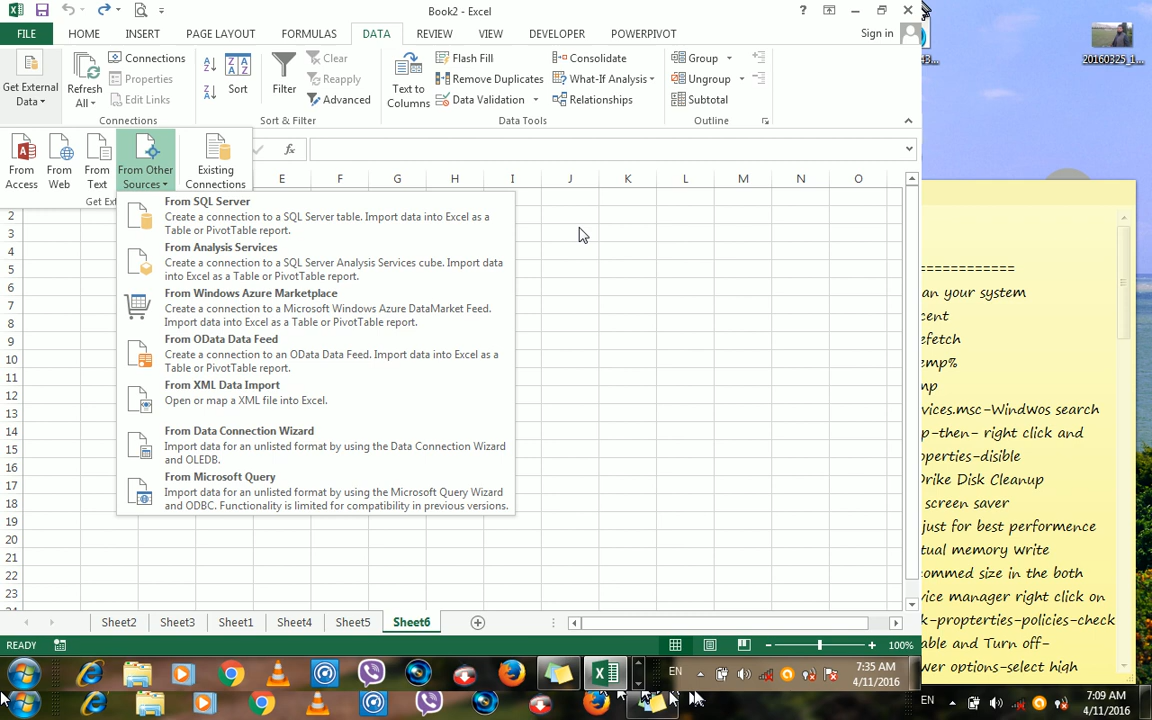 Book2 - Excel
FILE HOME INSERT PAGE LAYOUT FORMULAS DATA REVIEW VIEW DEVELOPER POWERPIVOT Sign in
Get External Data
Refresh All
Connections
Properties
Edit Links
Connections
Sort
Filter
Clear
Reapply
Advanced
Sort & Filter
Text to Columns
Flash Fill
Remove Duplicates
Data Validation
Consolidate
What-If Analysis
Relationships
Data Tools
Group
Ungroup
Subtotal
Outline
From Access
From Web
From Text
From Other Sources
Existing Connections
Get Ex
fx
E F G H I J K L M N O
From SQL Server
Create a connection to a SQL Server table. Import data into Excel as a
Table or PivotTable report.
From Analysis Services
Create a connection to a SQL Server Analysis Services cube. Import data
into Excel as a Table or PivotTable report.
From Windows Azure Marketplace
Create a connection to a Microsoft Windows Azure DataMarket Feed.
Import data into Excel as a Table or PivotTable report.
From OData Data Feed
Create a connection to an OData Data Feed. Import data into Excel as a
Table or PivotTable report.
From XML Data Import
Open or map a XML file into Excel.
From Data Connection Wizard
Import data for an unlisted format by using the Data Connection Wizard
and OLEDB.
From Microsoft Query
Import data for an unlisted format by using the Microsoft Query Wizard
and ODBC. Functionality is limited for compatibility in previous versions.
2
3
4
5
6
7
8
9
10
11
12
13
14
15
16
17
18
19
20
21
22
23
Sheet2 Sheet3 Sheet1 Sheet4 Sheet5 Sheet6
READY
100%
EN
7:35 AM
4/11/2016
EN
7:09 AM
4/11/2016
20160325_1...
============
an your system
cent
efetch
emp%
mp
vices.msc-Windwos search
p-then- right click and
operties-disible
Drike Disk Cleanup
screen saver
just for best performence
tual memory write
commed size in the both
vice manager right click on
k-propterties-policies-check
able and Turn off-
wer options-select high